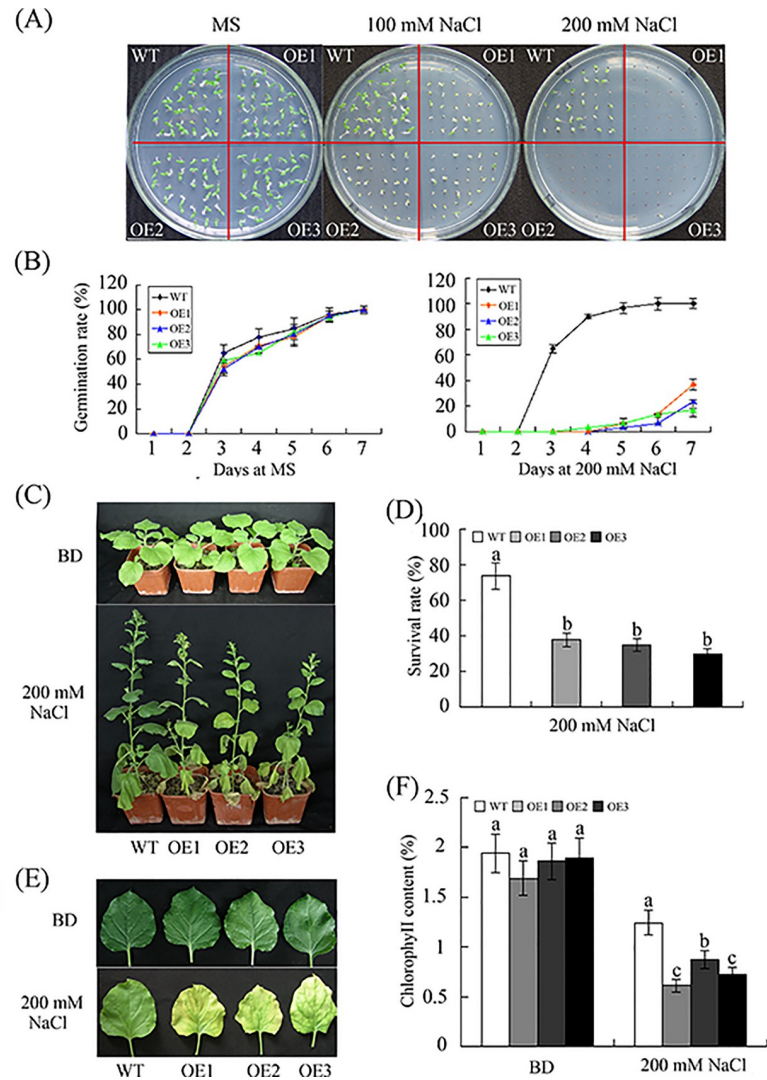 (A)
MS 100 mM NaCl 200 mM NaCl
WT OE1 WT OE1 WT OE1
OE2 OE3 OE2 OE3 OE2 OE3
(B)
Germination rate (%)
120
100
80
60
40
20
0
WT
OE1
OE2
OE3
1 2 3 4 5 6 7
Days at MS
120
100
80
60
40
20
0
WT
OE1
OE2
OE3
1 2 3 4 5 6 7
Days at 200 mM NaCl
(C)
BD
200 mM
NaCl
WT OE1 OE2 OE3
(D)
Survival rate (%)
100
80
60
40
20
0
WT OE1 OE2 OE3
a b b b
200 mM NaCl
(E)
BD
200 mM
NaCl
WT OE1 OE2 OE3
(F)
Chlorophyll content (%)
2.5
2
1.5
1
0.5
0
WT OE1 OE2 OE3
a a a a a c b c
BD 200 mM NaCl